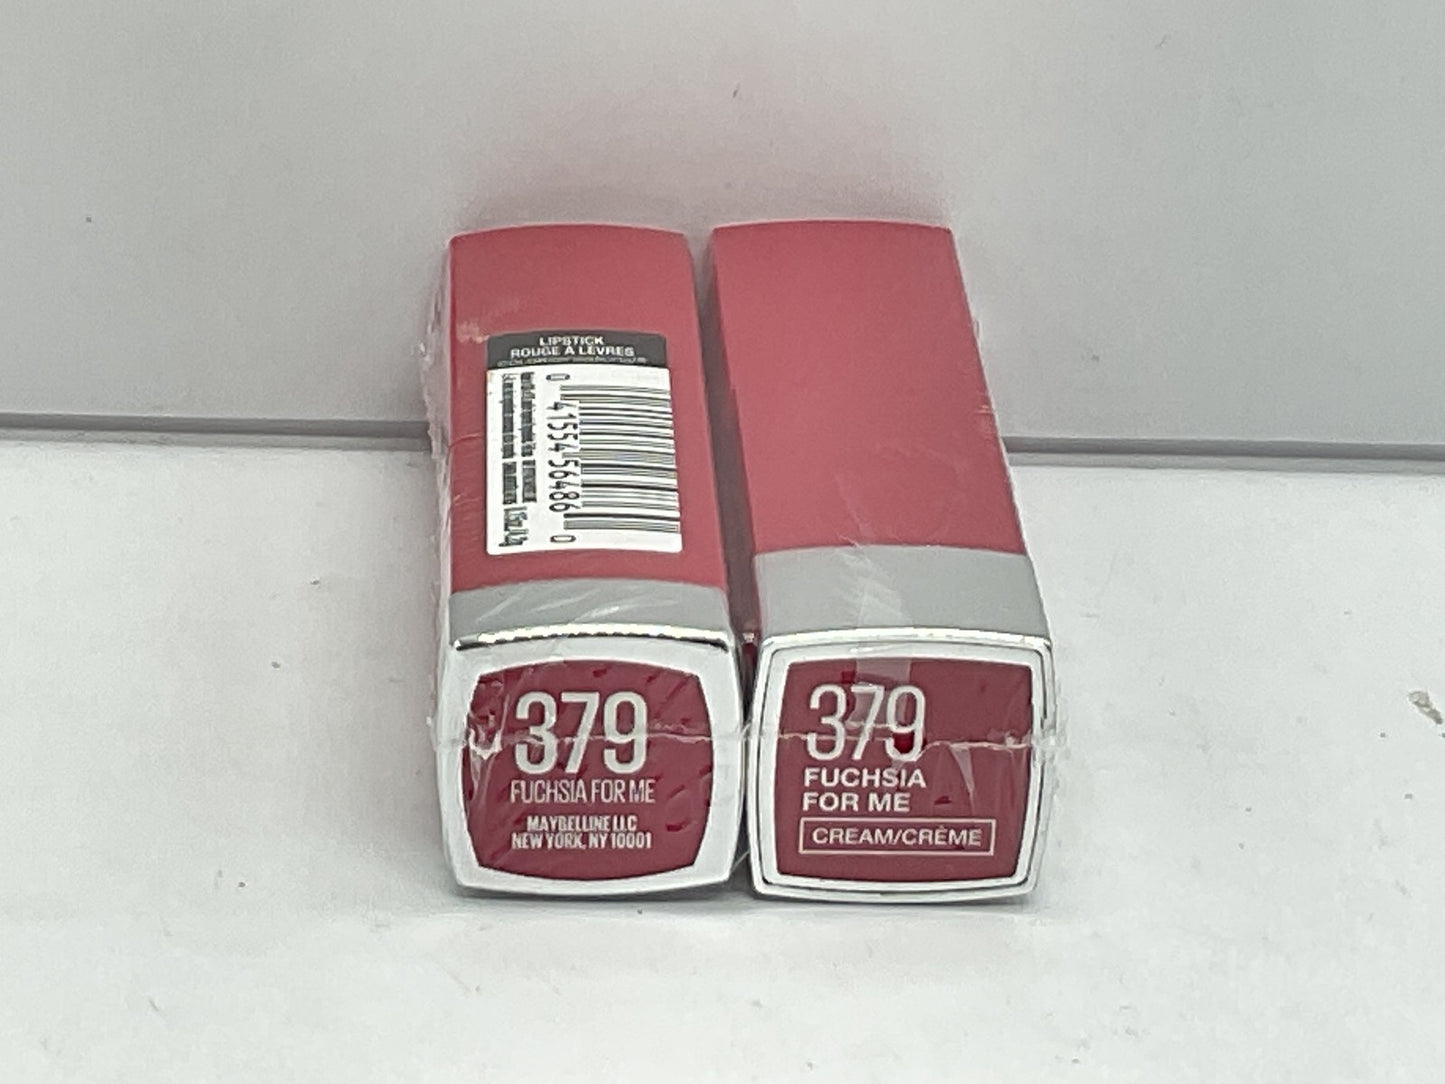 LIPSTICK
ROUGE À LÈVRES
0 41554 56486 0
379
FUCHSIA FOR ME
MAYBELLINE LLC
NEW YORK, NY 10001
379
FUCHSIA
FOR ME
CREAM/CRÈME